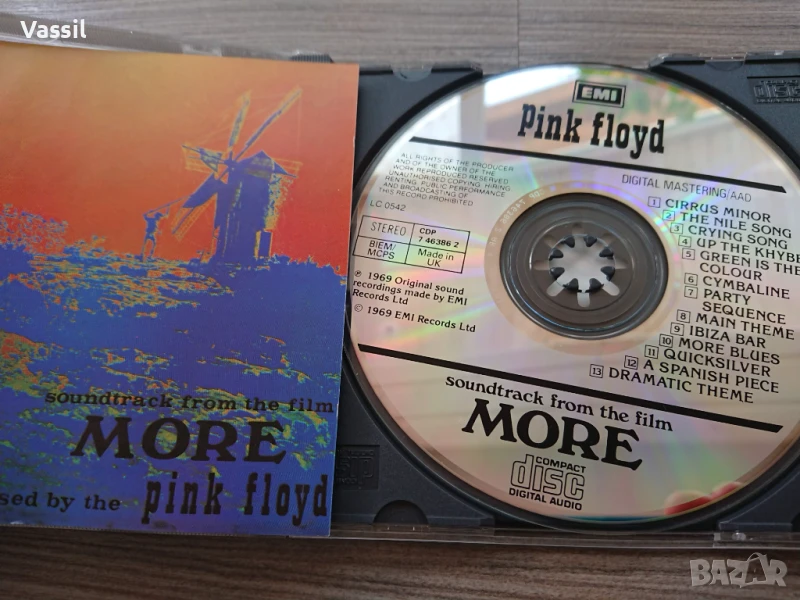 Vassil
soundtrack from the film
MORE
by the pink floyd
EMI
Pink floyd
ALL RIGHTS OF THE PRODUCER
AND OF THE OWNER OF THE
WORK REPRODUCED RESERVED
UNAUTHORISED COPYING, HIRING
RENTING, PUBLIC PERFORMANCE
AND BROADCASTING OF
THIS RECORD PROHIBITED
LC 0542
STEREO
CDP
7 46386 2
BIEM/
MCPS
Made in
UK
℗ 1969 Original sound
recordings made by EMI
Records Ltd
© 1969 EMI Records Ltd
DIGITAL MASTERING/AAD
1 CIRRUS MINOR
2 THE NILE SONG
3 CRYING SONG
4 UP THE KHYBE
5 GREEN IS THE
COLOUR
6 CYMBALINE
7 PARTY
SEQUENCE
8 MAIN THEME
9 IBIZA BAR
10 MORE BLUES
11 QUICKSILVER
12 A SPANISH PIECE
13 DRAMATIC THEME
soundtrack from the film
MORE
COMPACT
disc
DIGITAL AUDIO
BAZAR